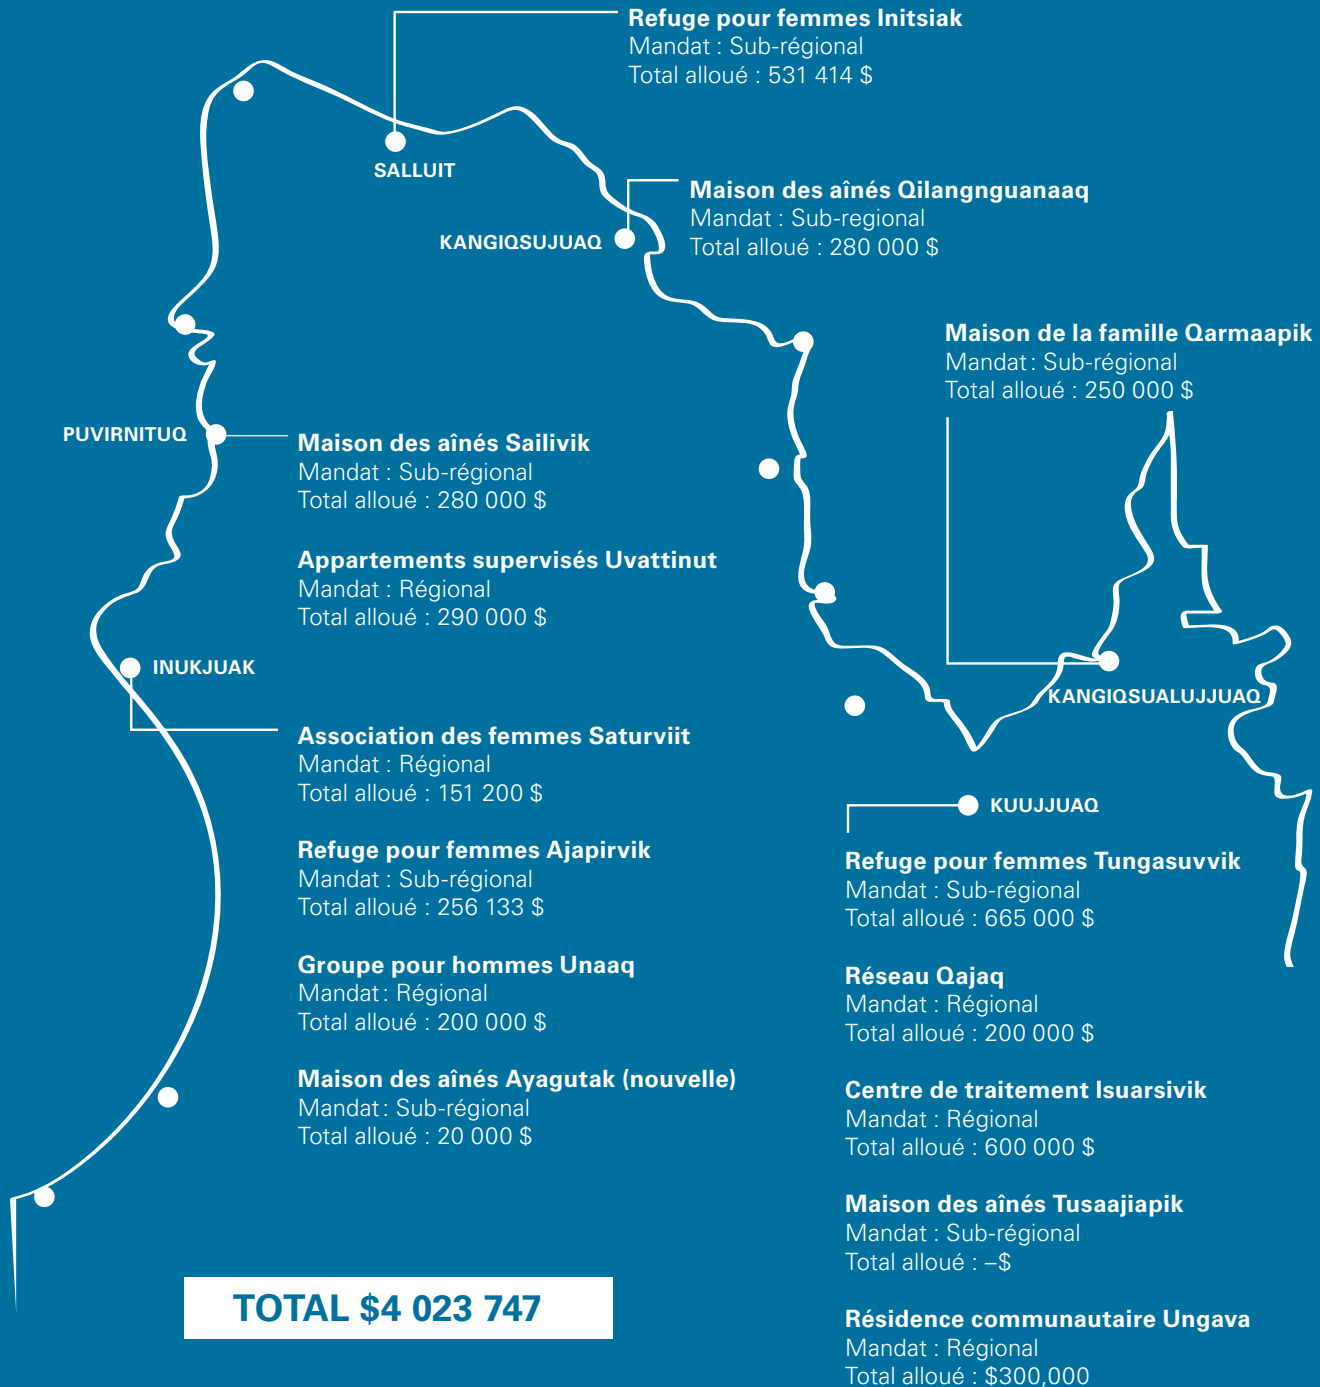 Refuge pour femmes Initsiak
Mandat : Sub-régional
Total alloué : 531 414 $
SALLUIT
Maison des aînés Qilangnguanaaq
Mandat : Sub-regional
Total alloué : 280 000 $
KANGIQSUJUAQ
Maison de la famille Qarmaapik
Mandat : Sub-régional
Total alloué : 250 000 $
PUVIRNITUQ
Maison des aînés Sailivik
Mandat : Sub-régional
Total alloué : 280 000 $
Appartements supervisés Uvattinut
Mandat : Régional
Total alloué : 290 000 $
INUKJUAK
KANGIQSUALUJJUAQ
Association des femmes Saturviit
Mandat : Régional
Total alloué : 151 200 $
Refuge pour femmes Ajapirvik
Mandat : Sub-régional
Total alloué : 256 133 $
Groupe pour hommes Unaaq
Mandat : Régional
Total alloué : 200 000 $
Maison des aînés Ayagutak (nouvelle)
Mandat : Sub-régional
Total alloué : 20 000 $
KUUJJUAQ
Refuge pour femmes Tungasuvvik
Mandat : Sub-régional
Total alloué : 665 000 $
Réseau Qajaq
Mandat : Régional
Total alloué : 200 000 $
Centre de traitement Isuarsivik
Mandat : Régional
Total alloué : 600 000 $
Maison des aînés Tusaajiapik
Mandat : Sub-régional
Total alloué : –$
Résidence communautaire Ungava
Mandat : Régional
Total alloué : $300,000
TOTAL $4 023 747